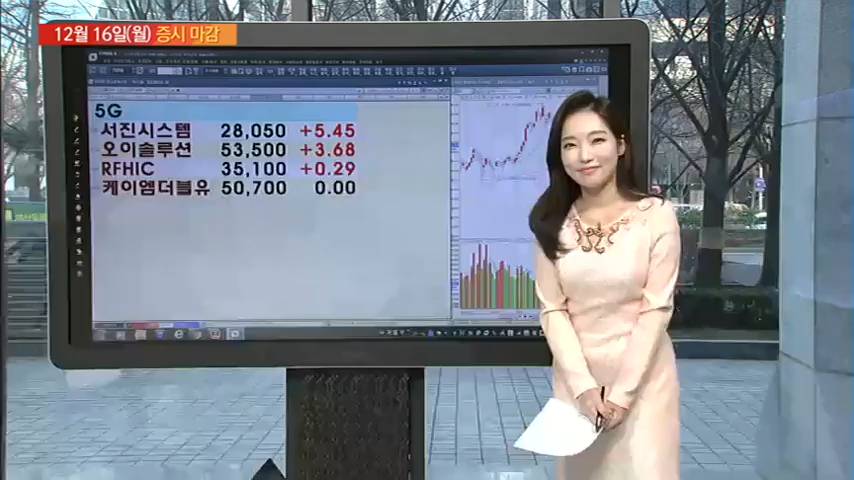 12월 16일(월) 증시 마감
5G
서진시스템 28,050 +5.45
오이솔루션 53,500 +3.68
RFHIC 35,100 +0.29
케이엠더블유 50,700 0.00